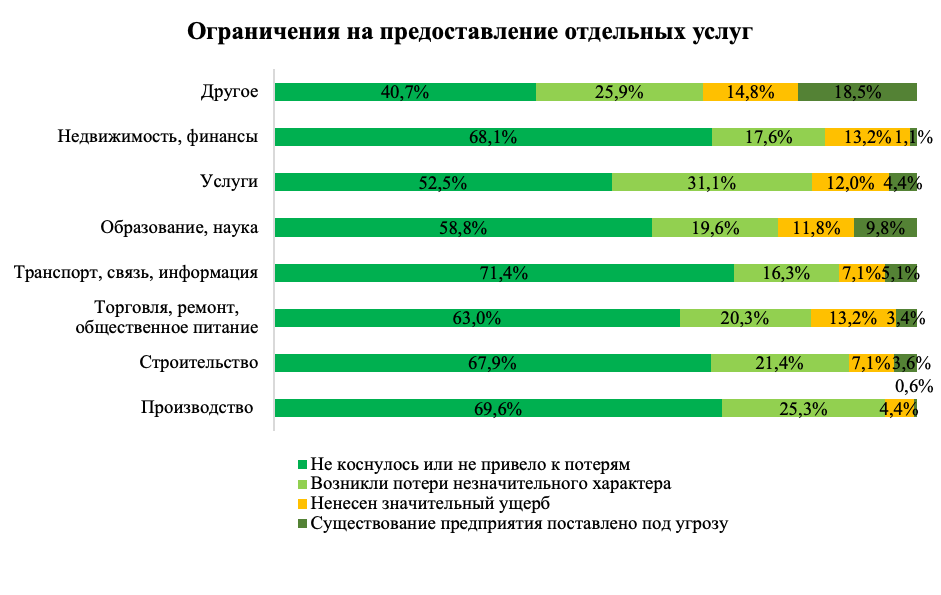 Ограничения на предоставление отдельных услуг
Другое
40,7% 25,9% 14,8% 18,5%
Недвижимость, финансы
68,1% 17,6% 13,2% 1,1%
Услуги
52,5% 31,1% 12,0% 4,4%
Образование, наука
58,8% 19,6% 11,8% 9,8%
Транспорт, связь, информация
71,4% 16,3% 7,1% 5,1%
Торговля, ремонт,
общественное питание
63,0% 20,3% 13,2% 3,4%
Строительство
67,9% 21,4% 7,1% 3,6%
Производство
69,6% 25,3% 4,4% 0,6%
Не коснулось или не привело к потерям
Возникли потери незначительного характера
Ненесен значительный ущерб
Существование предприятия поставлено под угрозу